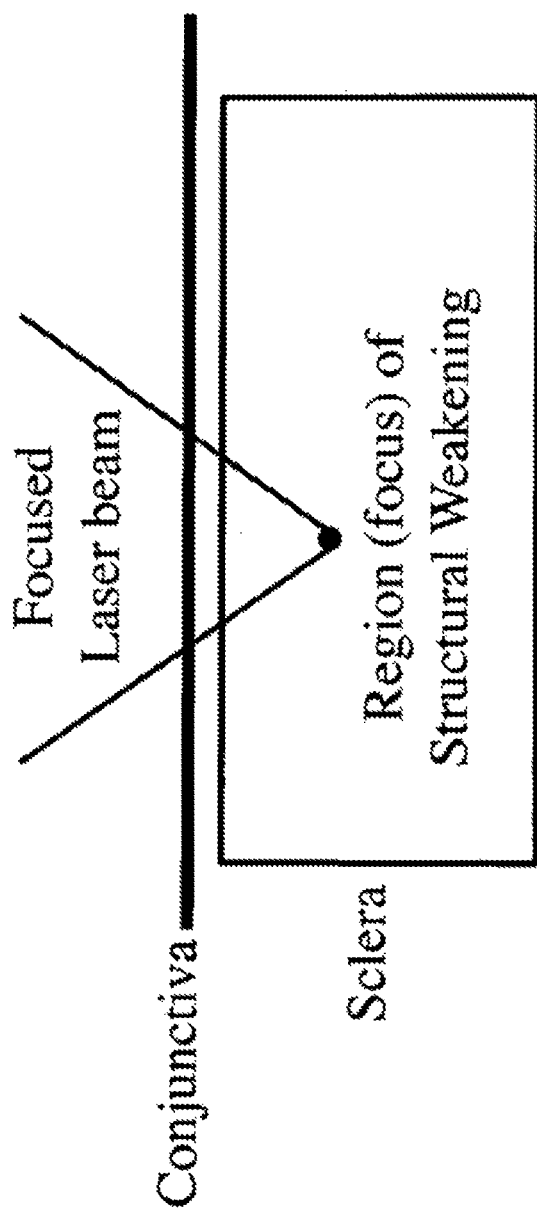 Focused
Laser beam
Conjunctiva
Sclera
Region (focus) of
Structural Weakening